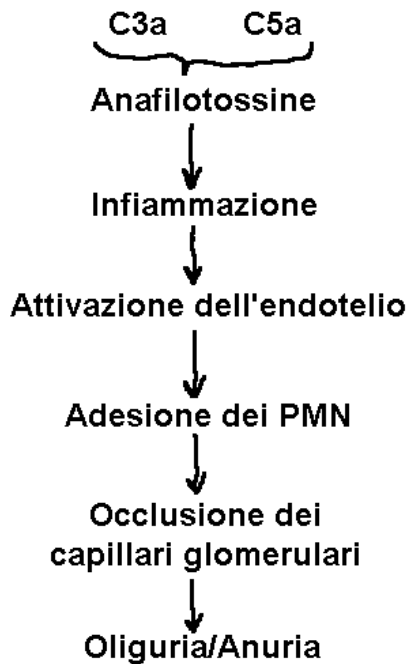 C3a C5a
Anafilotossine
Infiammazione
Attivazione dell'endotelio
Adesione dei PMN
Occlusione dei
capillari glomerulari
Oliguria/Anuria